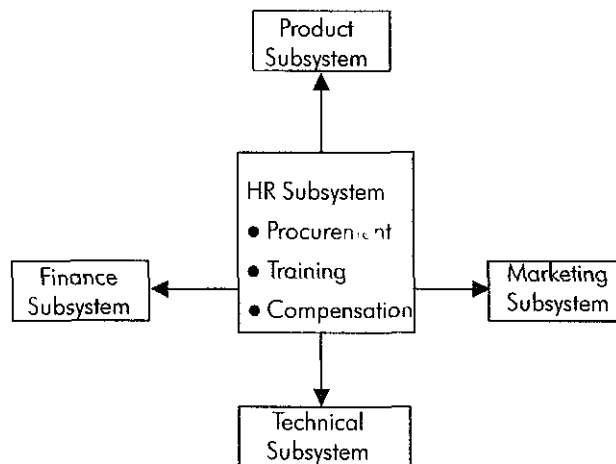 Product
Subsystem
HR Subsystem
● Procurement
● Training
● Compensation
Finance
Subsystem
Marketing
Subsystem
Technical
Subsystem